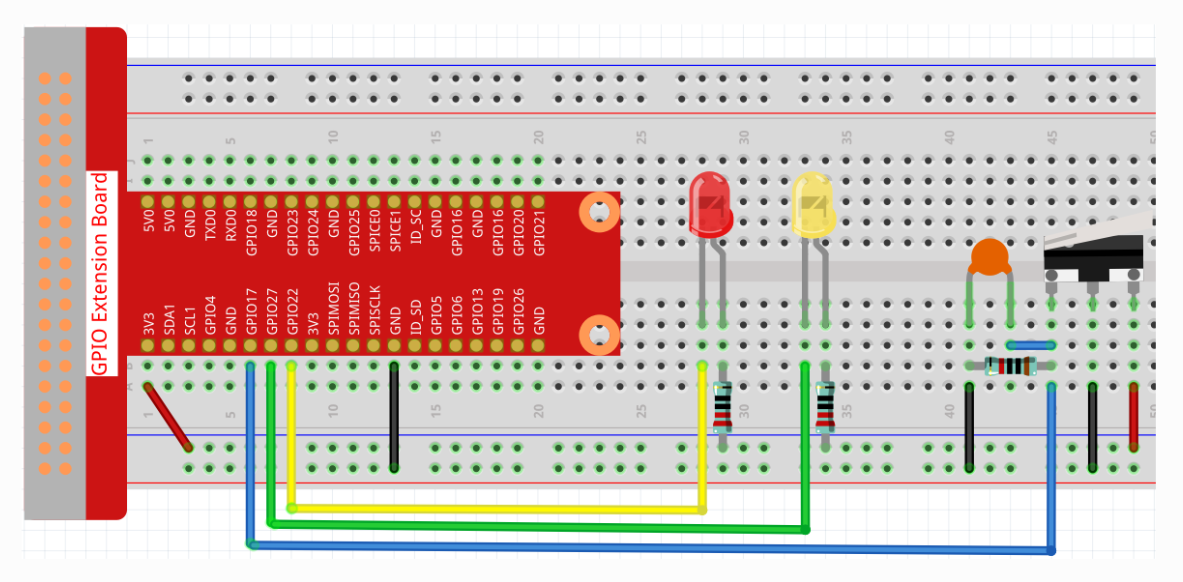 GPIO Extension Board
1 5 10 15 20 25 30 35 40 45 50
J
I
5V0 5V0 GND TXD0 RXD0 GPIO18 GND GPIO23 GPIO24 GND GPIO25 SPICE0 SPICE1 ID_SC GND GPIO16 GND GPIO16 GPIO20 GPIO21
3V3 SDA1 SCL1 GPIO4 GND GPIO17 GPIO27 GPIO22 3V3 SPIMOSI SPIMISO SPISCLK GND ID_SD GPIO5 GPIO6 GPIO13 GPIO19 GPIO26 GND
B
A
1 5 10 15 20 25 30 35 40 45 50